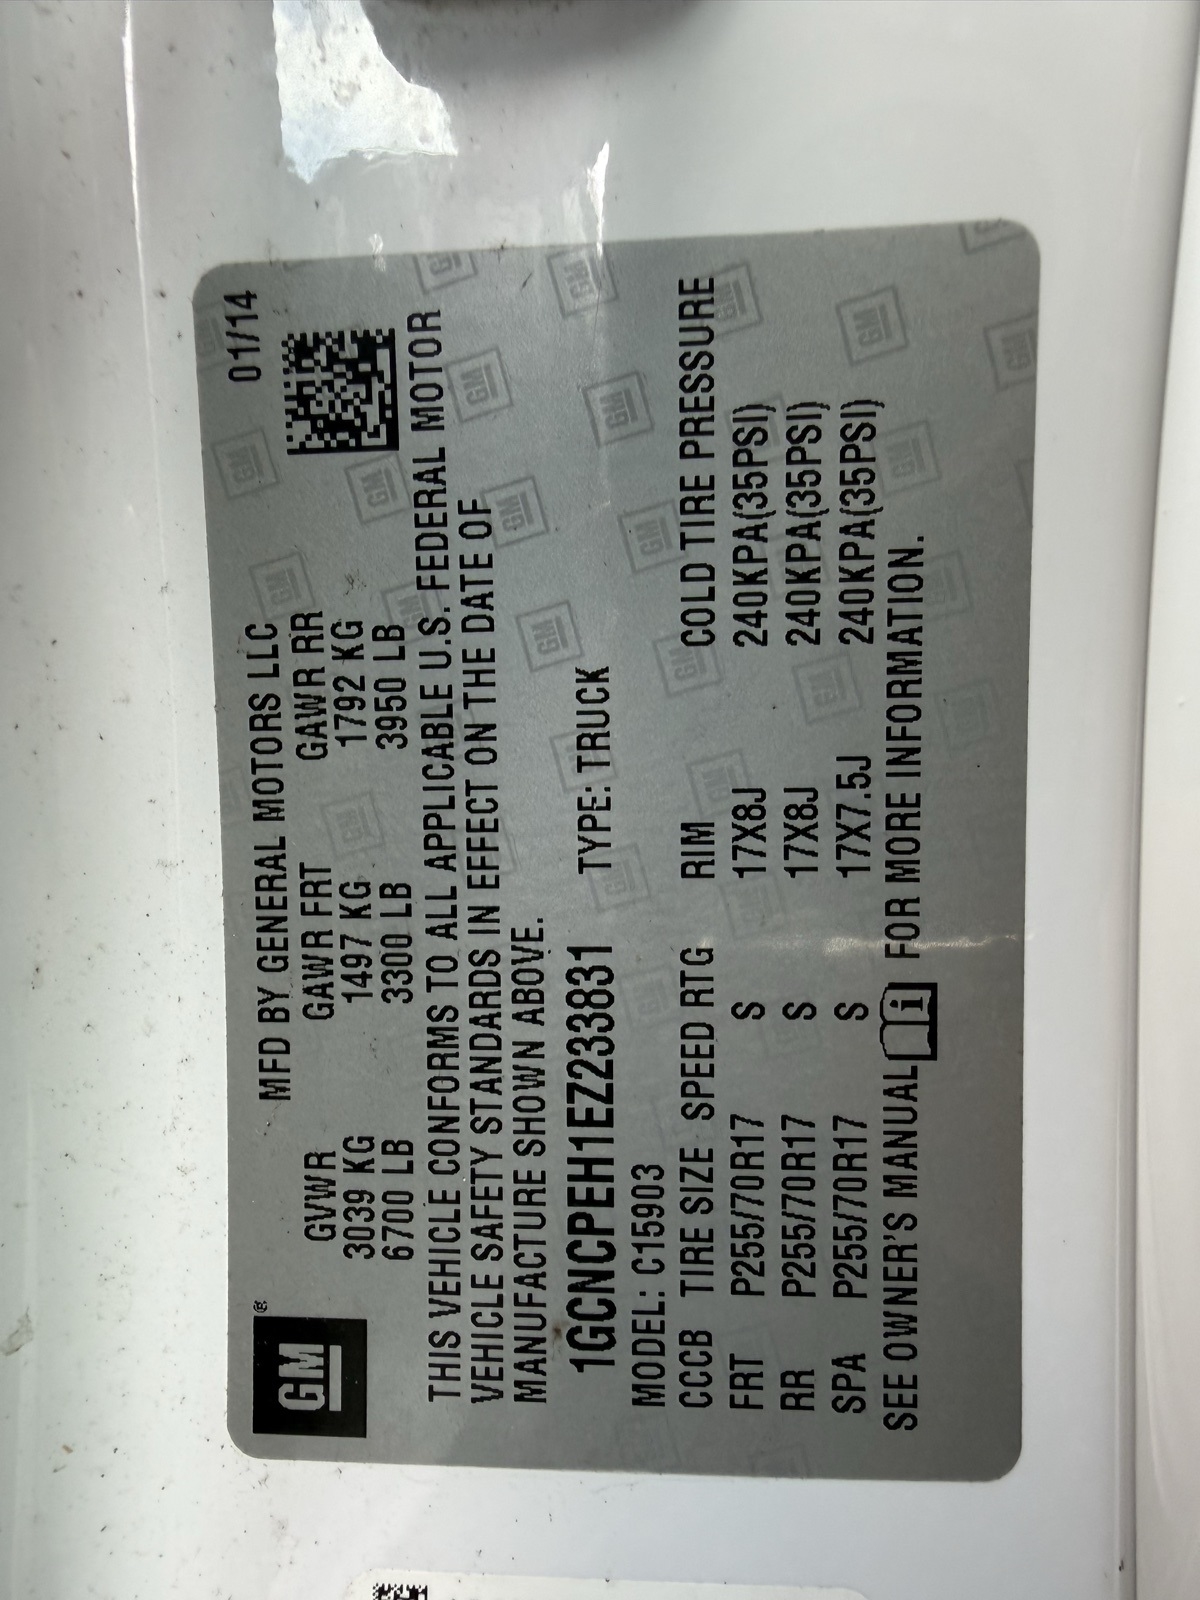 GM®
MFD BY GENERAL MOTORS LLC 01/14
GVWR GAWR FRT GAWR RR
3039 KG 1497 KG 1792 KG
6700 LB 3300 LB 3950 LB
THIS VEHICLE CONFORMS TO ALL APPLICABLE U.S. FEDERAL MOTOR
VEHICLE SAFETY STANDARDS IN EFFECT ON THE DATE OF
MANUFACTURE SHOWN ABOVE.
1GCNCPEH1EZ233831 TYPE: TRUCK
MODEL: C15903
CCCB TIRE SIZE SPEED RTG RIM COLD TIRE PRESSURE
FRT P255/70R17 S 17X8J 240KPA(35PSI)
RR P255/70R17 S 17X8J 240KPA(35PSI)
SPA P255/70R17 S 17X7.5J 240KPA(35PSI)
SEE OWNER'S MANUAL i FOR MORE INFORMATION.